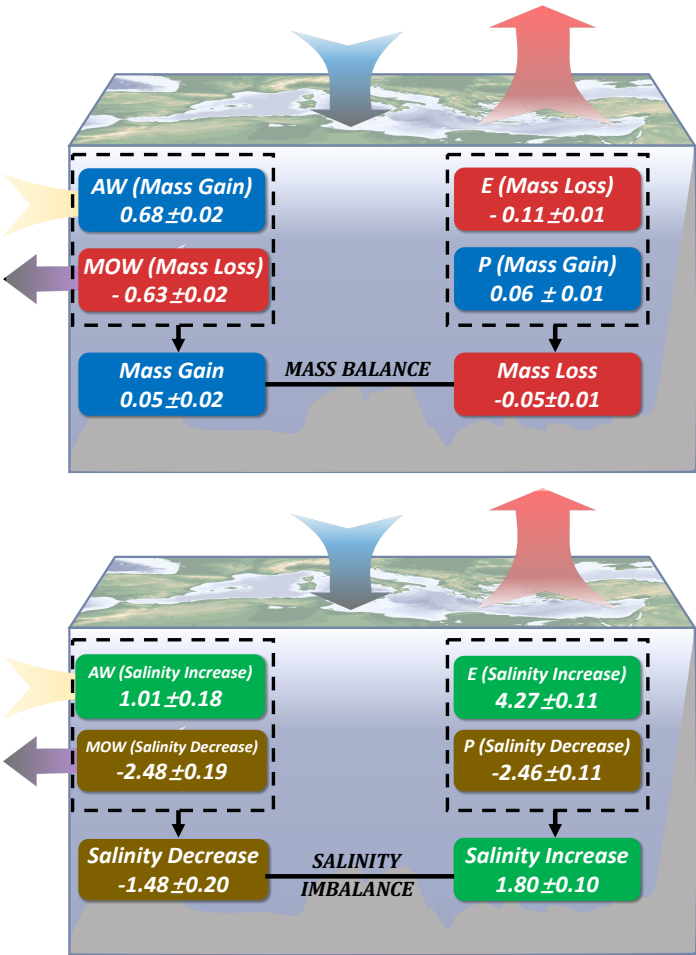 AW (Mass Gain)
0.68±0.02
E (Mass Loss)
- 0.11±0.01
MOW (Mass Loss)
- 0.63±0.02
P (Mass Gain)
0.06 ± 0.01
Mass Gain
0.05±0.02
MASS BALANCE
Mass Loss
-0.05±0.01
AW (Salinity Increase)
1.01±0.18
E (Salinity Increase)
4.27±0.11
MOW (Salinity Decrease)
-2.48±0.19
P (Salinity Decrease)
-2.46±0.11
Salinity Decrease
-1.48±0.20
SALINITY
IMBALANCE
Salinity Increase
1.80±0.10